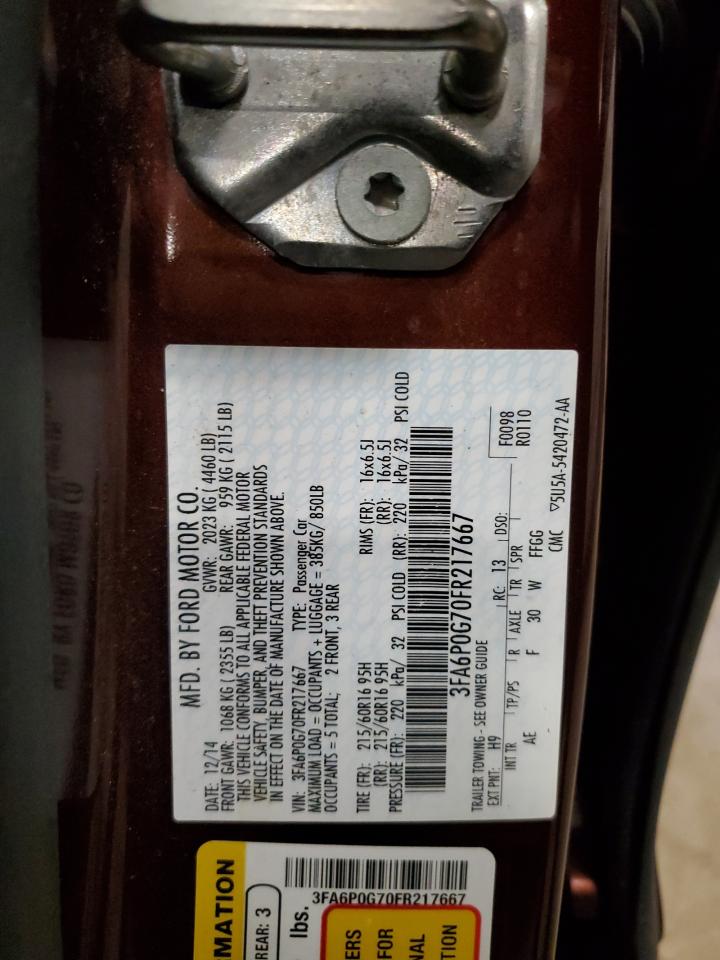 MFD. BY FORD MOTOR CO.
DATE: 12/14 GVWR: 2023 KG ( 4460 LB)
FRONT GAWR: 1068 KG ( 2355 LB) REAR GAWR: 959 KG ( 2115 LB)
THIS VEHICLE CONFORMS TO ALL APPLICABLE FEDERAL MOTOR
VEHICLE SAFETY, BUMPER, AND THEFT PREVENTION STANDARDS
IN EFFECT ON THE DATE OF MANUFACTURE SHOWN ABOVE.
VIN: 3FA6P0G70FR217667 TYPE: Passenger Car
MAXIMUM LOAD = OCCUPANTS + LUGGAGE = 385KG/ 850LB
OCCUPANTS = 5 TOTAL; 2 FRONT, 3 REAR
TIRE (FR): 215/60R16 95H RIMS (FR): 16x6.5J
(RR): 215/60R16 95H (RR): 16x6.5J
PRESSURE (FR): 220 kPa/ 32 PSI COLD (RR): 220 kPa/ 32 PSI COLD
3FA6P0G70FR217667
TRAILER TOWING - SEE OWNER GUIDE
F0098
EXT PNT: H9 RC: 13 DSO: R0110
INT TR TP/PS R AXLE TR SPR
AE F 30 W FFGG
CMC ▽5U5A-5420472-AA
RMATION
REAR: 3
lbs.
3FA6P0G70FR217667
ERS
FOR
NAL
TION